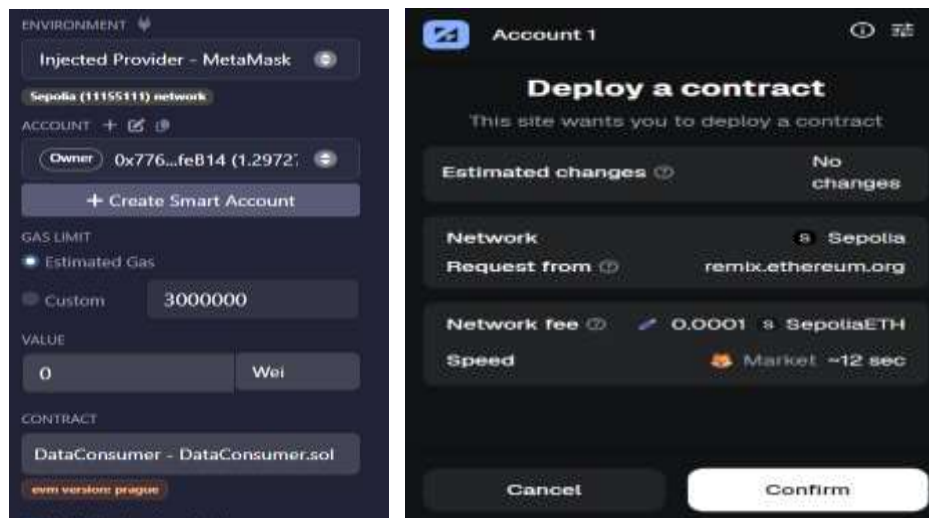 ENVIRONMENT
Injected Provider - MetaMask
Sepolia (11155111) network
ACCOUNT
Owner 0x776...feB14 (1.2972
+ Create Smart Account
GAS LIMIT
Estimated Gas
Custom 3000000
VALUE
0 Wei
CONTRACT
DataConsumer - DataConsumer.sol
evm version: prague
Account 1
Deploy a contract
This site wants you to deploy a contract
Estimated changes No changes
Network S Sepolia
Request from remix.ethereum.org
Network fee 0.0001 S SepoliaETH
Speed Market ~12 sec
Cancel Confirm